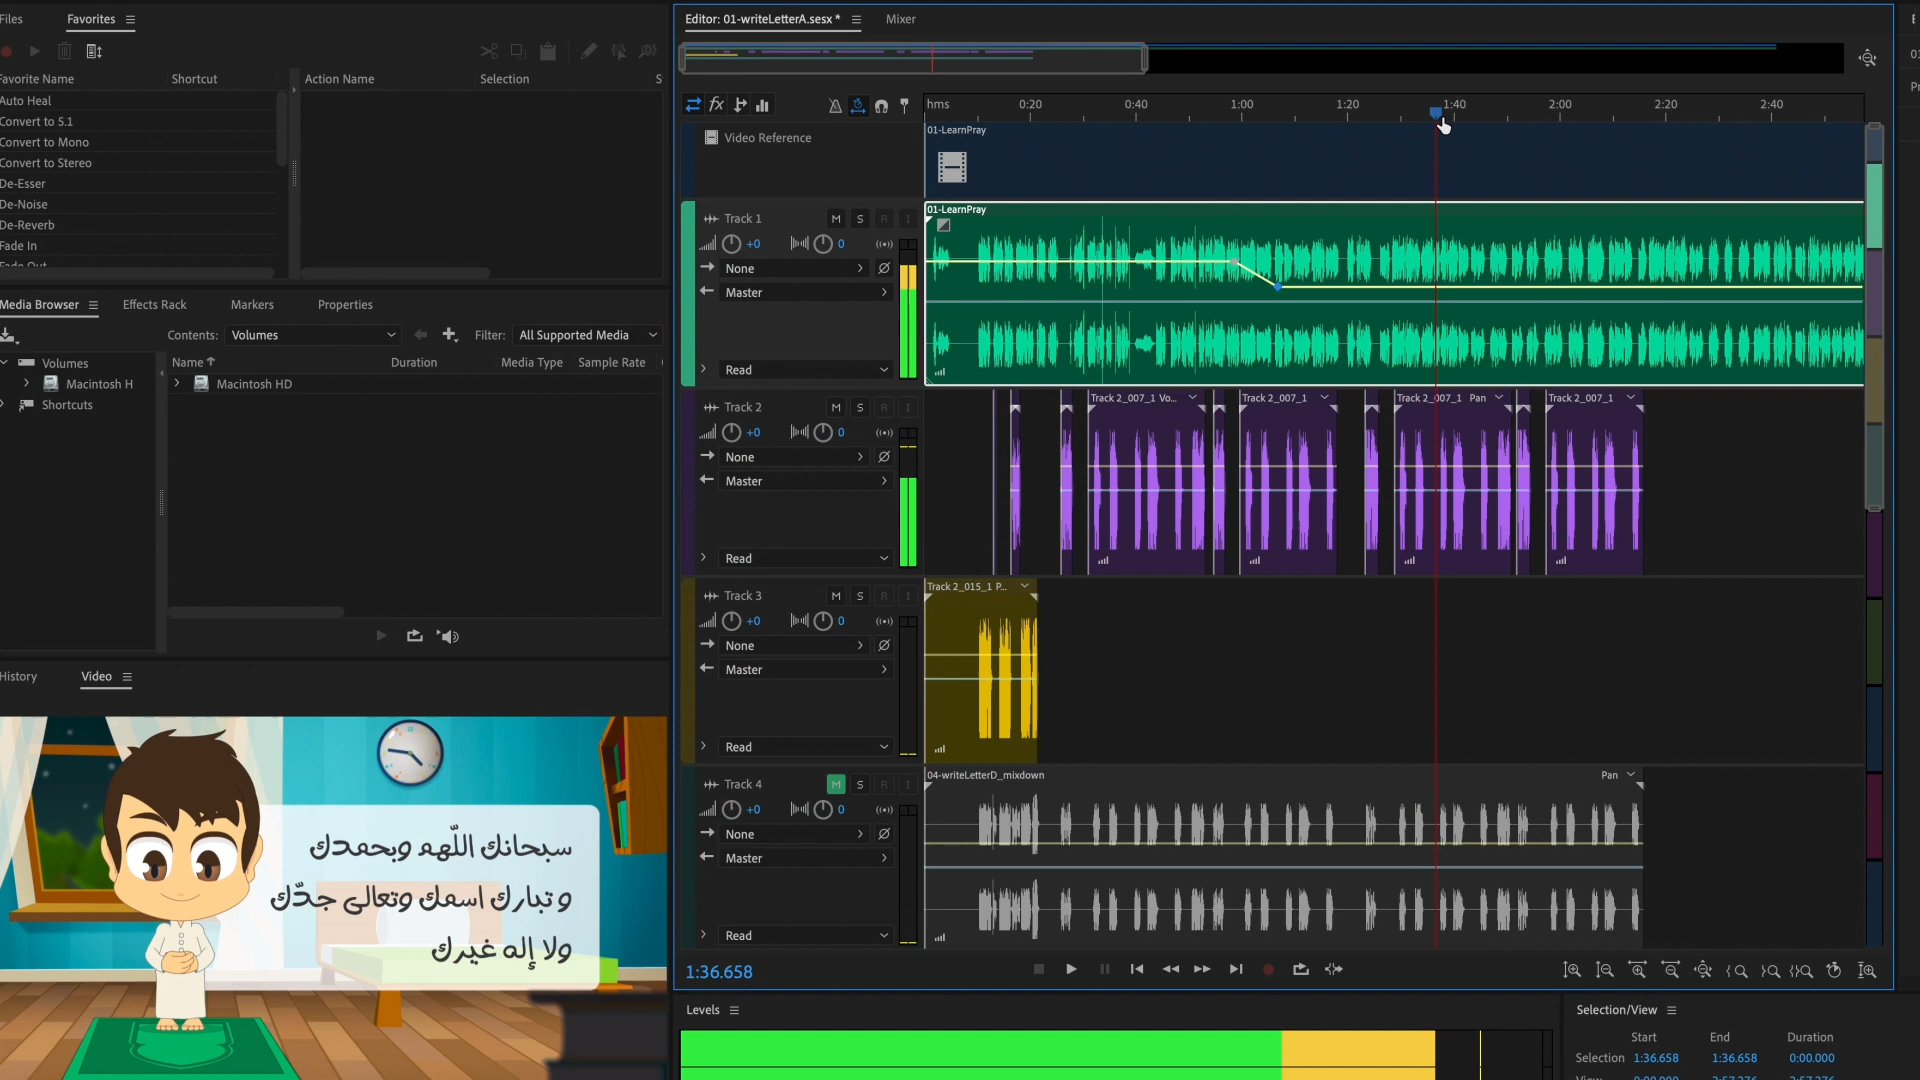 Files
Favorites
Favorite Name
Shortcut
Action Name
Selection
S
Auto Heal
Convert to 5.1
Convert to Mono
Convert to Stereo
De-Esser
De-Noise
De-Reverb
Fade In
Fade Out
Media Browser
Effects Rack
Markers
Properties
Contents:
Volumes
Filter:
All Supported Media
Volumes
Macintosh H
Shortcuts
Name
Duration
Media Type
Sample Rate
Macintosh HD
History
Video
سبحانك اللّهم وبحمدك
و تبارك اسمك وتعالى جدّك
ولا إله غيرك
Editor: 01-writeLetterA.sesx *
Mixer
hms
0:20
0:40
1:00
1:20
1:40
2:00
2:20
2:40
Video Reference
01-LearnPray
Track 1
M S R I
+0
0
None
Master
Read
01-LearnPray
Track 2
M S R I
+0
0
None
Master
Read
Track 2_007_1 Vo...
Track 2_007_1
Track 2_007_1 Pan
Track 2_007_1
Track 3
M S R I
+0
0
None
Master
Read
Track 2_015_1 P...
Track 4
M S R I
+0
0
None
Master
Read
04-writeLetterD_mixdown
Pan
1:36.658
Levels
Selection/View
Start
End
Duration
Selection
1:36.658
1:36.658
0:00.000